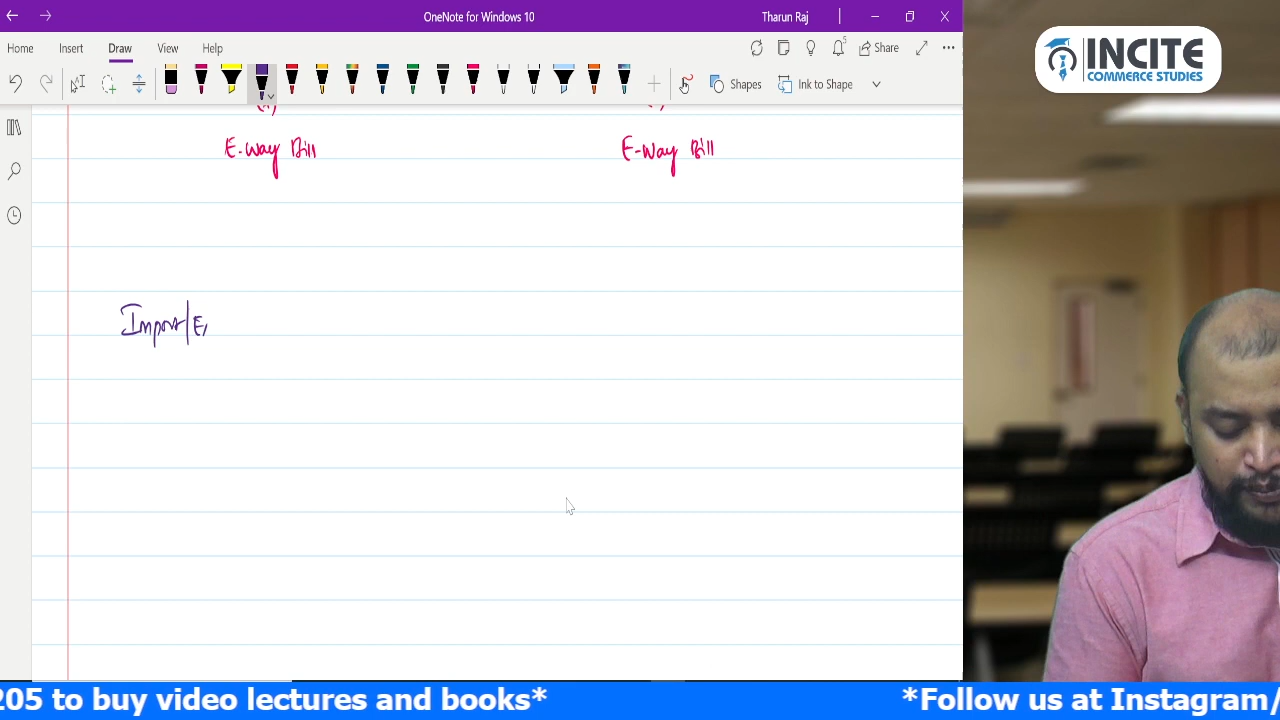 OneNote for Windows 10
Tharun Raj
Home Insert Draw View Help
5
Share
Shapes
Ink to Shape
INCITE
COMMERCE STUDIES
E-Way Bill E-Way Bill
Import/E
205 to buy video lectures and books* *Follow us at Instagram/